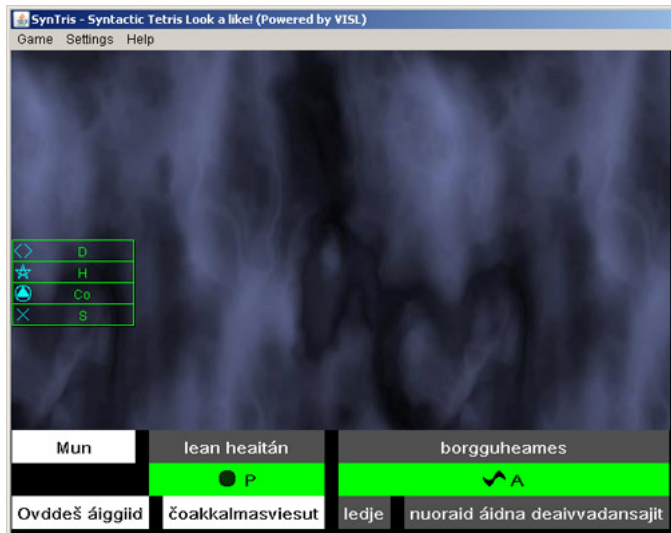 SynTris - Syntactic Tetris Look a like! (Powered by VISL)
Game Settings Help
D
H
Co
S
Mun lean heaitán borgguheames
P A
Ovddeš áiggiid čoakkalmasviesut ledje nuoraid áidna deaivvadansajit